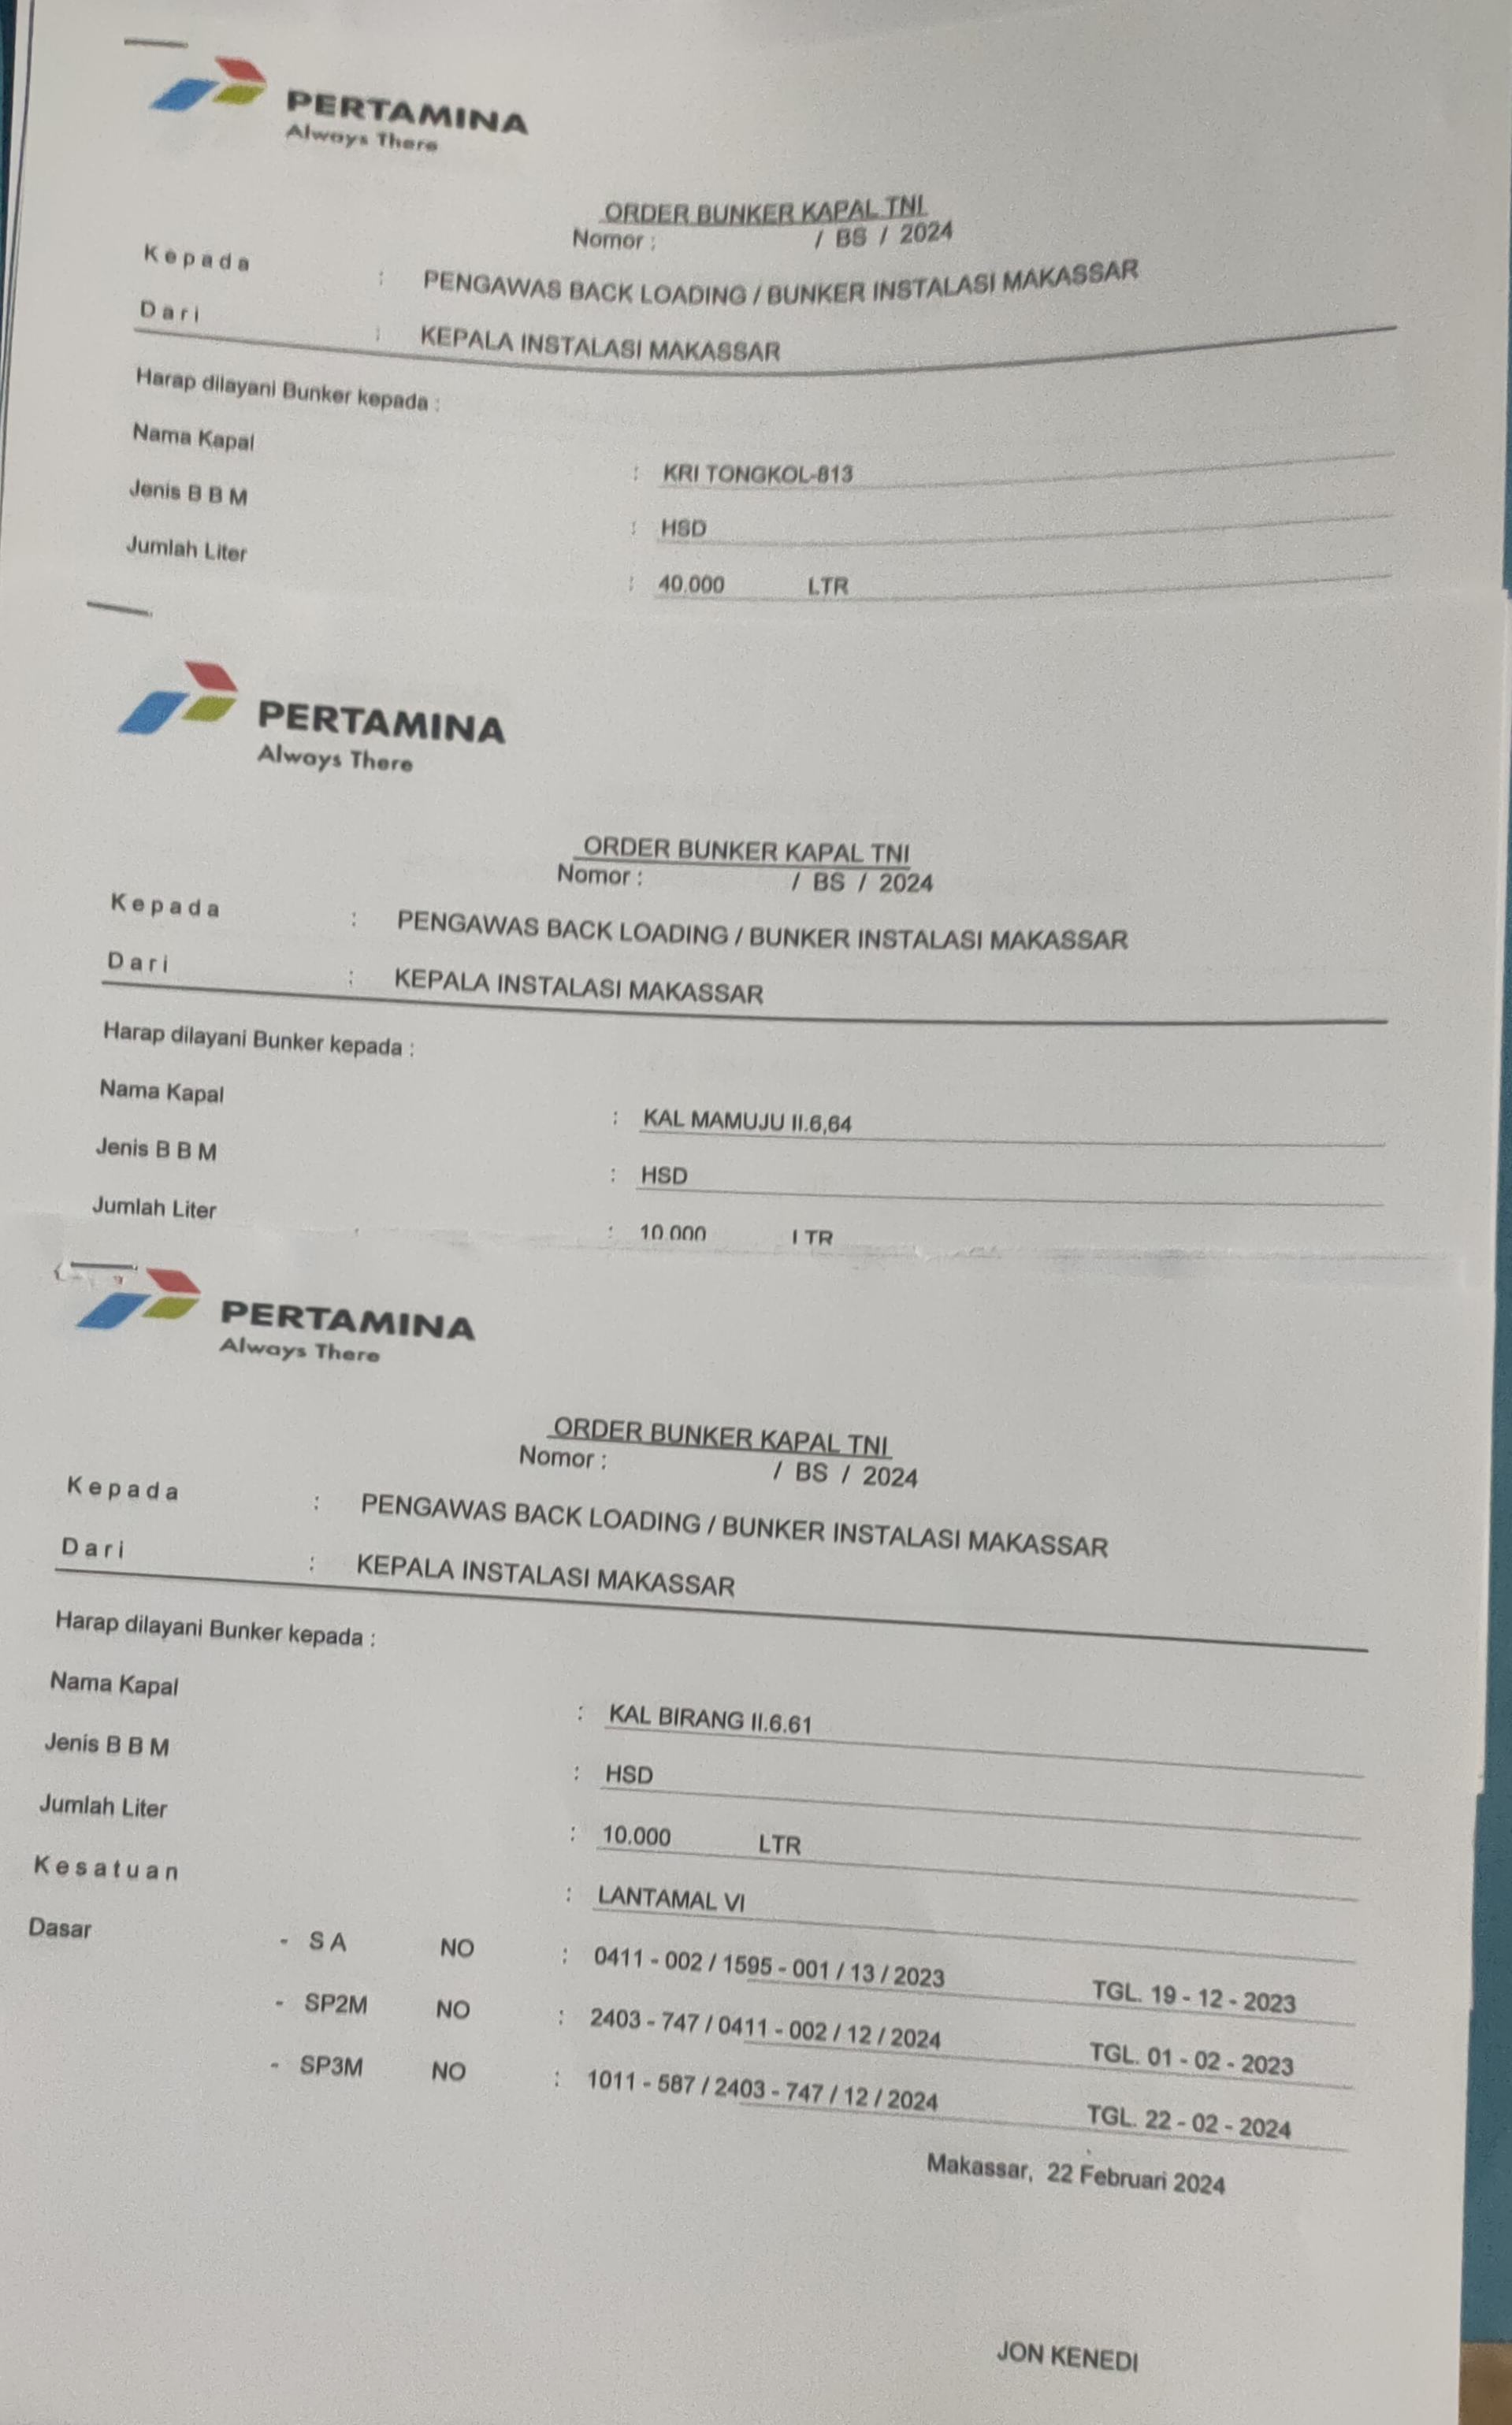 PERTAMINA
Always There
ORDER BUNKER KAPAL TNI
Nomor : / BS / 2024
Kepada : PENGAWAS BACK LOADING / BUNKER INSTALASI MAKASSAR
Dari : KEPALA INSTALASI MAKASSAR
Harap dilayani Bunker kepada :
Nama Kapal : KRI TONGKOL-813
Jenis B B M : HSD
Jumlah Liter : 40.000 LTR
PERTAMINA
Always There
ORDER BUNKER KAPAL TNI
Nomor : / BS / 2024
Kepada : PENGAWAS BACK LOADING / BUNKER INSTALASI MAKASSAR
Dari : KEPALA INSTALASI MAKASSAR
Harap dilayani Bunker kepada :
Nama Kapal : KAL MAMUJU II.6,64
Jenis B B M : HSD
Jumlah Liter : 10.000 LTR
PERTAMINA
Always There
ORDER BUNKER KAPAL TNI
Nomor : / BS / 2024
Kepada : PENGAWAS BACK LOADING / BUNKER INSTALASI MAKASSAR
Dari : KEPALA INSTALASI MAKASSAR
Harap dilayani Bunker kepada :
Nama Kapal : KAL BIRANG II.6.61
Jenis B B M : HSD
Jumlah Liter : 10.000 LTR
Kesatuan : LANTAMAL VI
Dasar - S A NO : 0411 - 002 / 1595 - 001 / 13 / 2023 TGL. 19 - 12 - 2023
- SP2M NO : 2403 - 747 / 0411 - 002 / 12 / 2024 TGL. 01 - 02 - 2023
- SP3M NO : 1011 - 587 / 2403 - 747 / 12 / 2024 TGL. 22 - 02 - 2024
Makassar, 22 Februari 2024
JON KENEDI